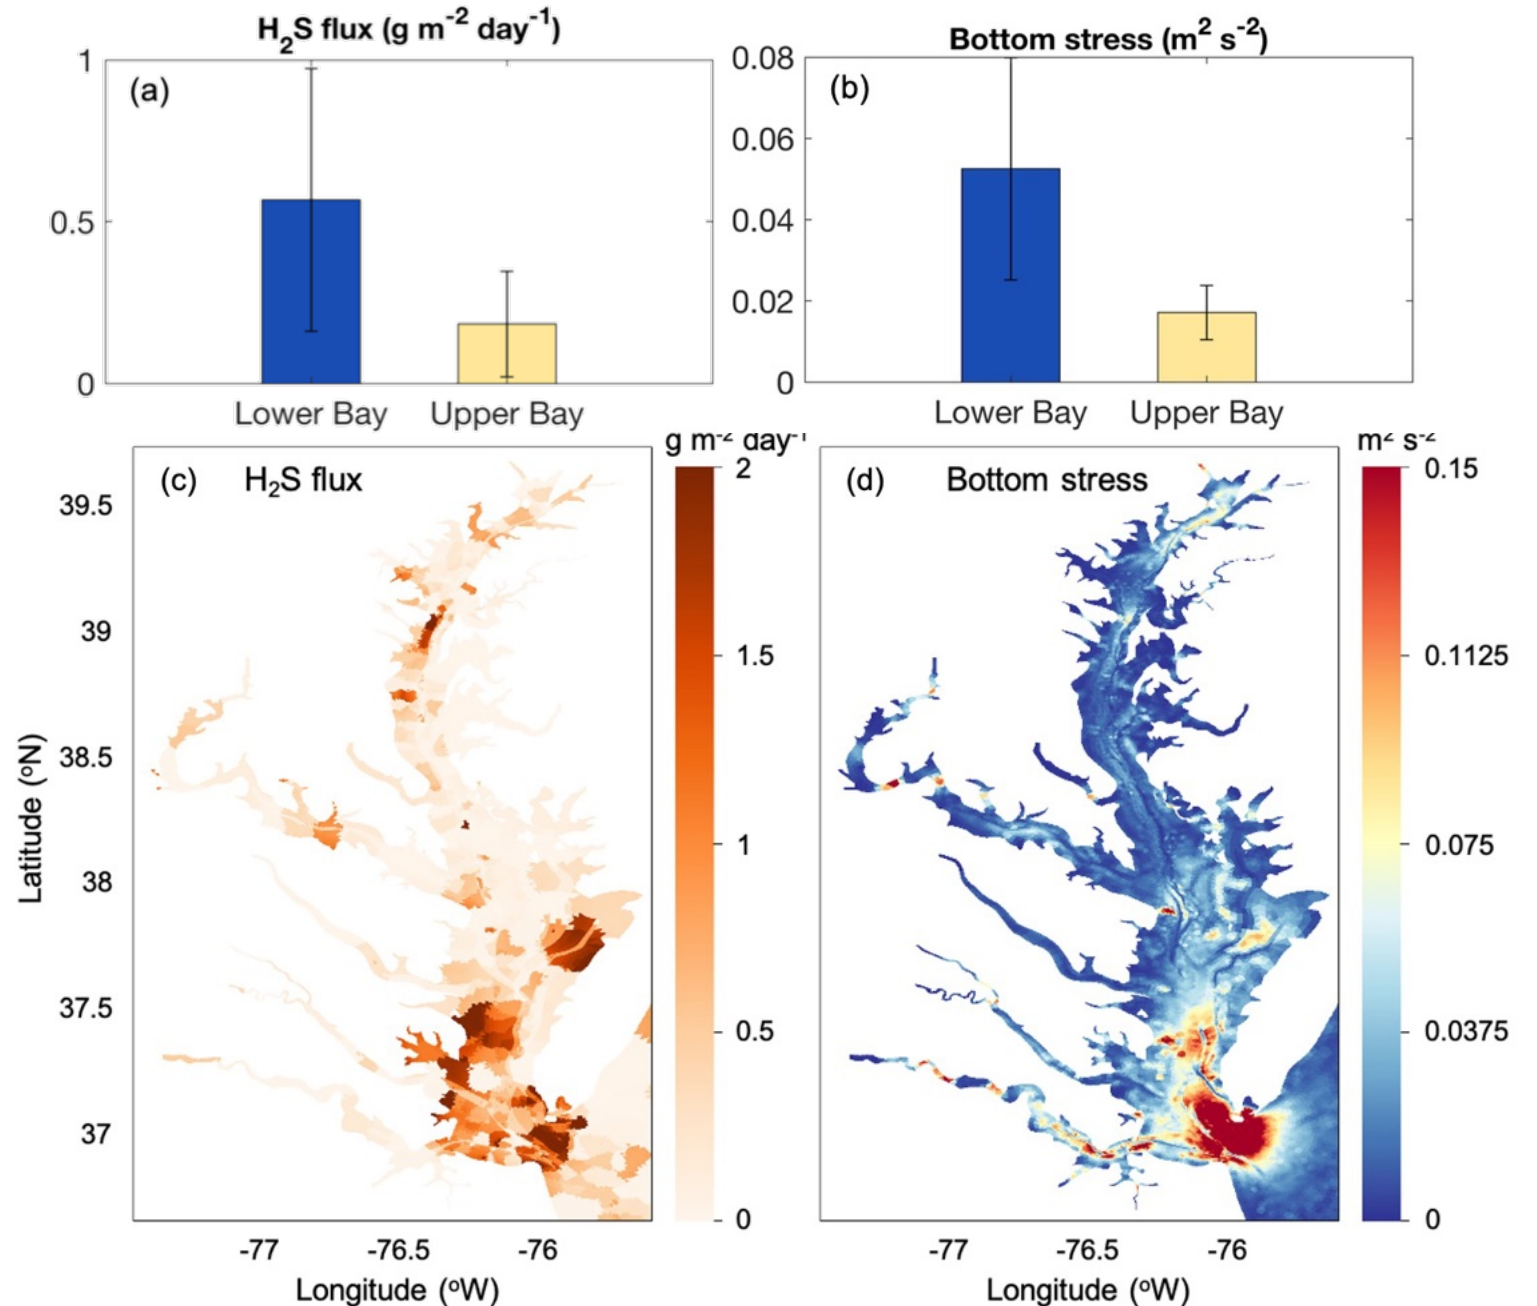 H₂S flux (g m⁻² day⁻¹)
1
0.5
0
(a)
Lower Bay
Upper Bay
Bottom stress (m² s⁻²)
0.08
0.06
0.04
0.02
0
(b)
Lower Bay
Upper Bay
(c)
H₂S flux
g m⁻² day⁻¹
2
1.5
1
0.5
0
39.5
39
38.5
38
37.5
37
Latitude (ºN)
-77
-76.5
-76
Longitude (ºW)
(d)
Bottom stress
m² s⁻²
0.15
0.1125
0.075
0.0375
0
-77
-76.5
-76
Longitude (ºW)